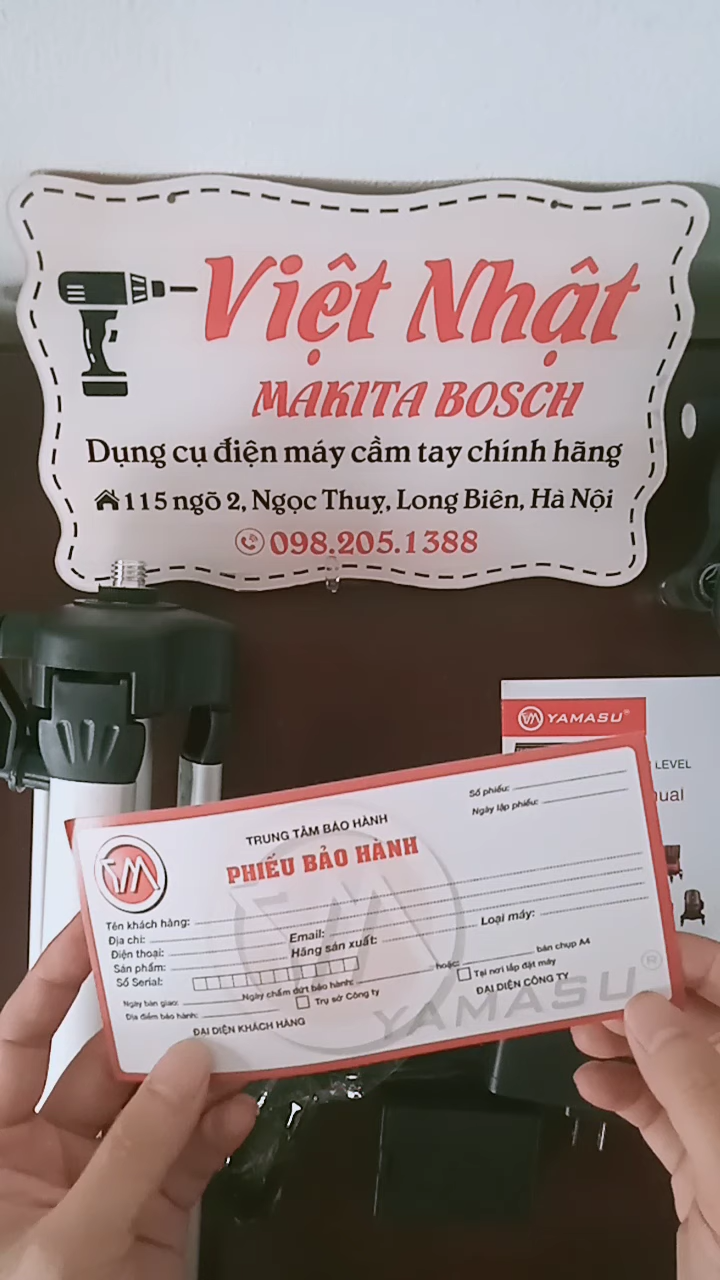 Việt Nhật
MAKITA BOSCH
Dụng cụ điện máy cầm tay chính hãng
115 ngõ 2, Ngọc Thuỵ, Long Biên, Hà Nội
098.205.1388
YAMASU®
LEVEL
ual
Số phiếu:
Ngày lập phiếu:
TRUNG TÂM BẢO HÀNH
PHIẾU BẢO HÀNH
Tên khách hàng:
Địa chỉ: Email:
Điện thoại: Hãng sản xuất: Loại máy:
Sản phẩm:
Số Serial:
Ngày bàn giao: Ngày chấm dứt bảo hành: hoặc: bản chụp A4
Địa điểm bảo hành: Trụ sở Công ty Tại nơi lắp đặt máy
ĐẠI DIỆN KHÁCH HÀNG ĐẠI DIỆN CÔNG TY
YAMASU®